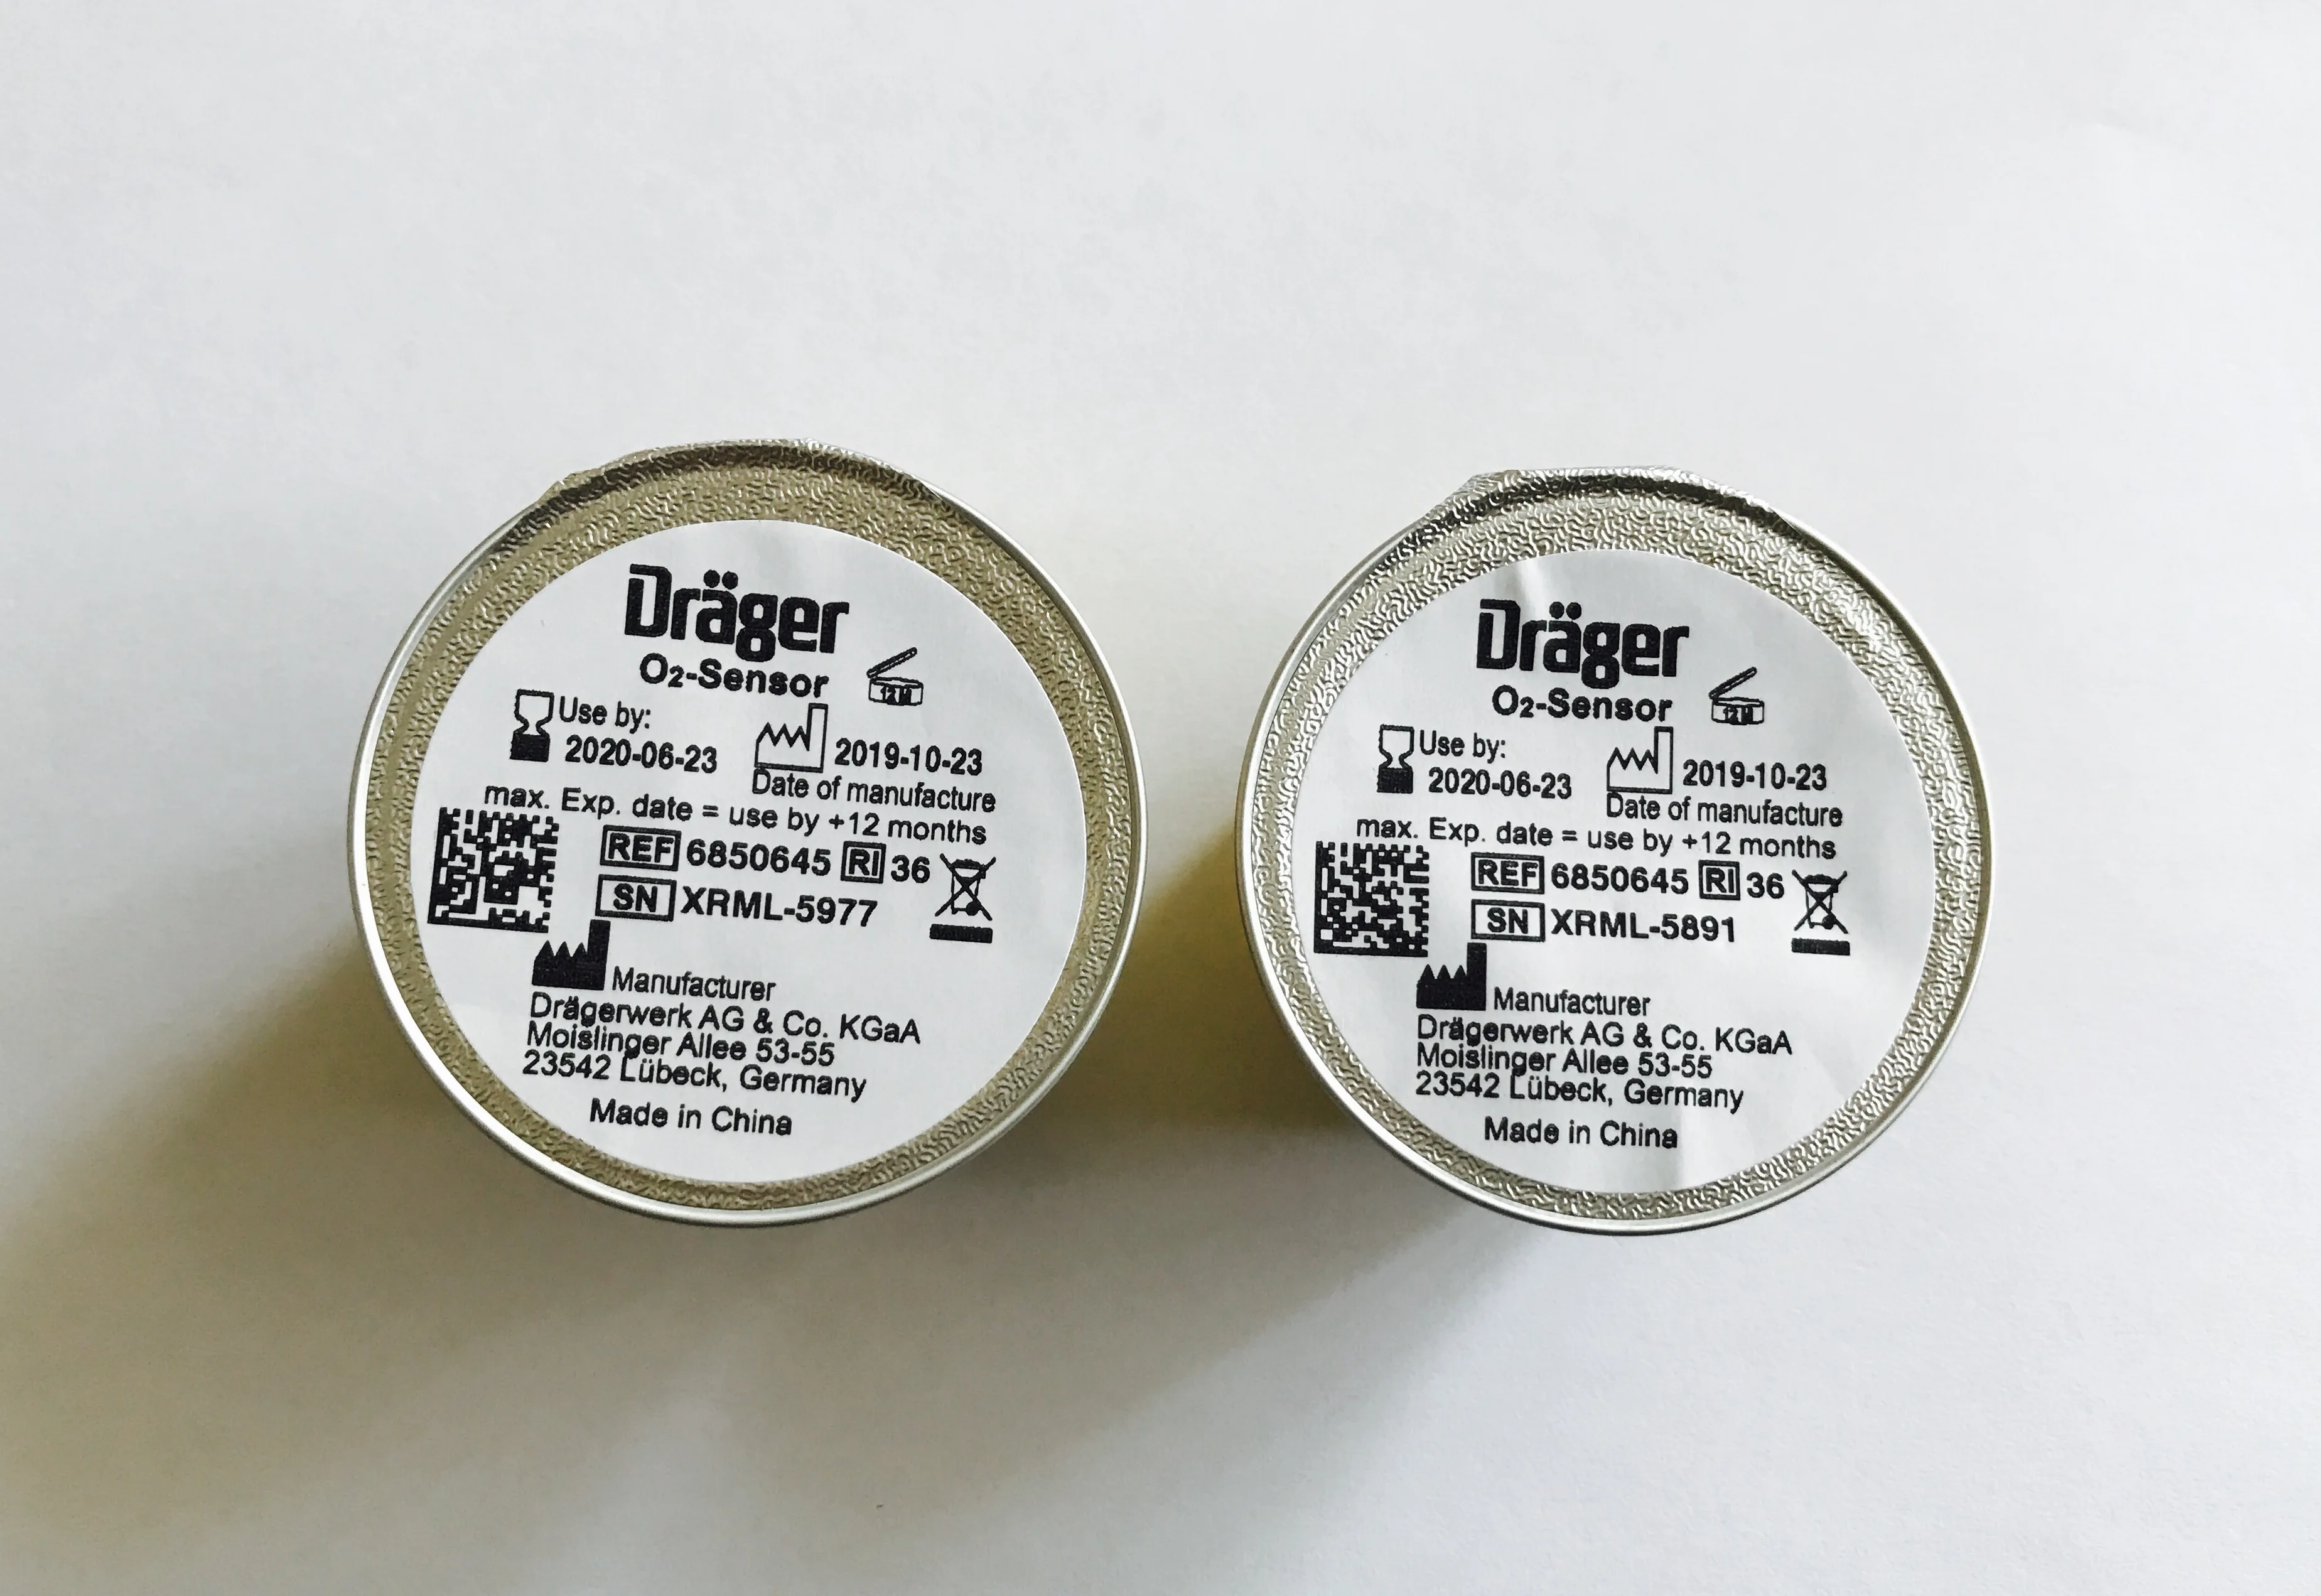 Dräger
O2-Sensor
12 M
Use by:
2020-06-23
2019-10-23
Date of manufacture
max. Exp. date = use by +12 months
REF 6850645 RI 36
SN XRML-5977
Manufacturer
Drägerwerk AG & Co. KGaA
Moislinger Allee 53-55
23542 Lübeck, Germany
Made in China
Dräger
O2-Sensor
12 M
Use by:
2020-06-23
2019-10-23
Date of manufacture
max. Exp. date = use by +12 months
REF 6850645 RI 36
SN XRML-5891
Manufacturer
Drägerwerk AG & Co. KGaA
Moislinger Allee 53-55
23542 Lübeck, Germany
Made in China